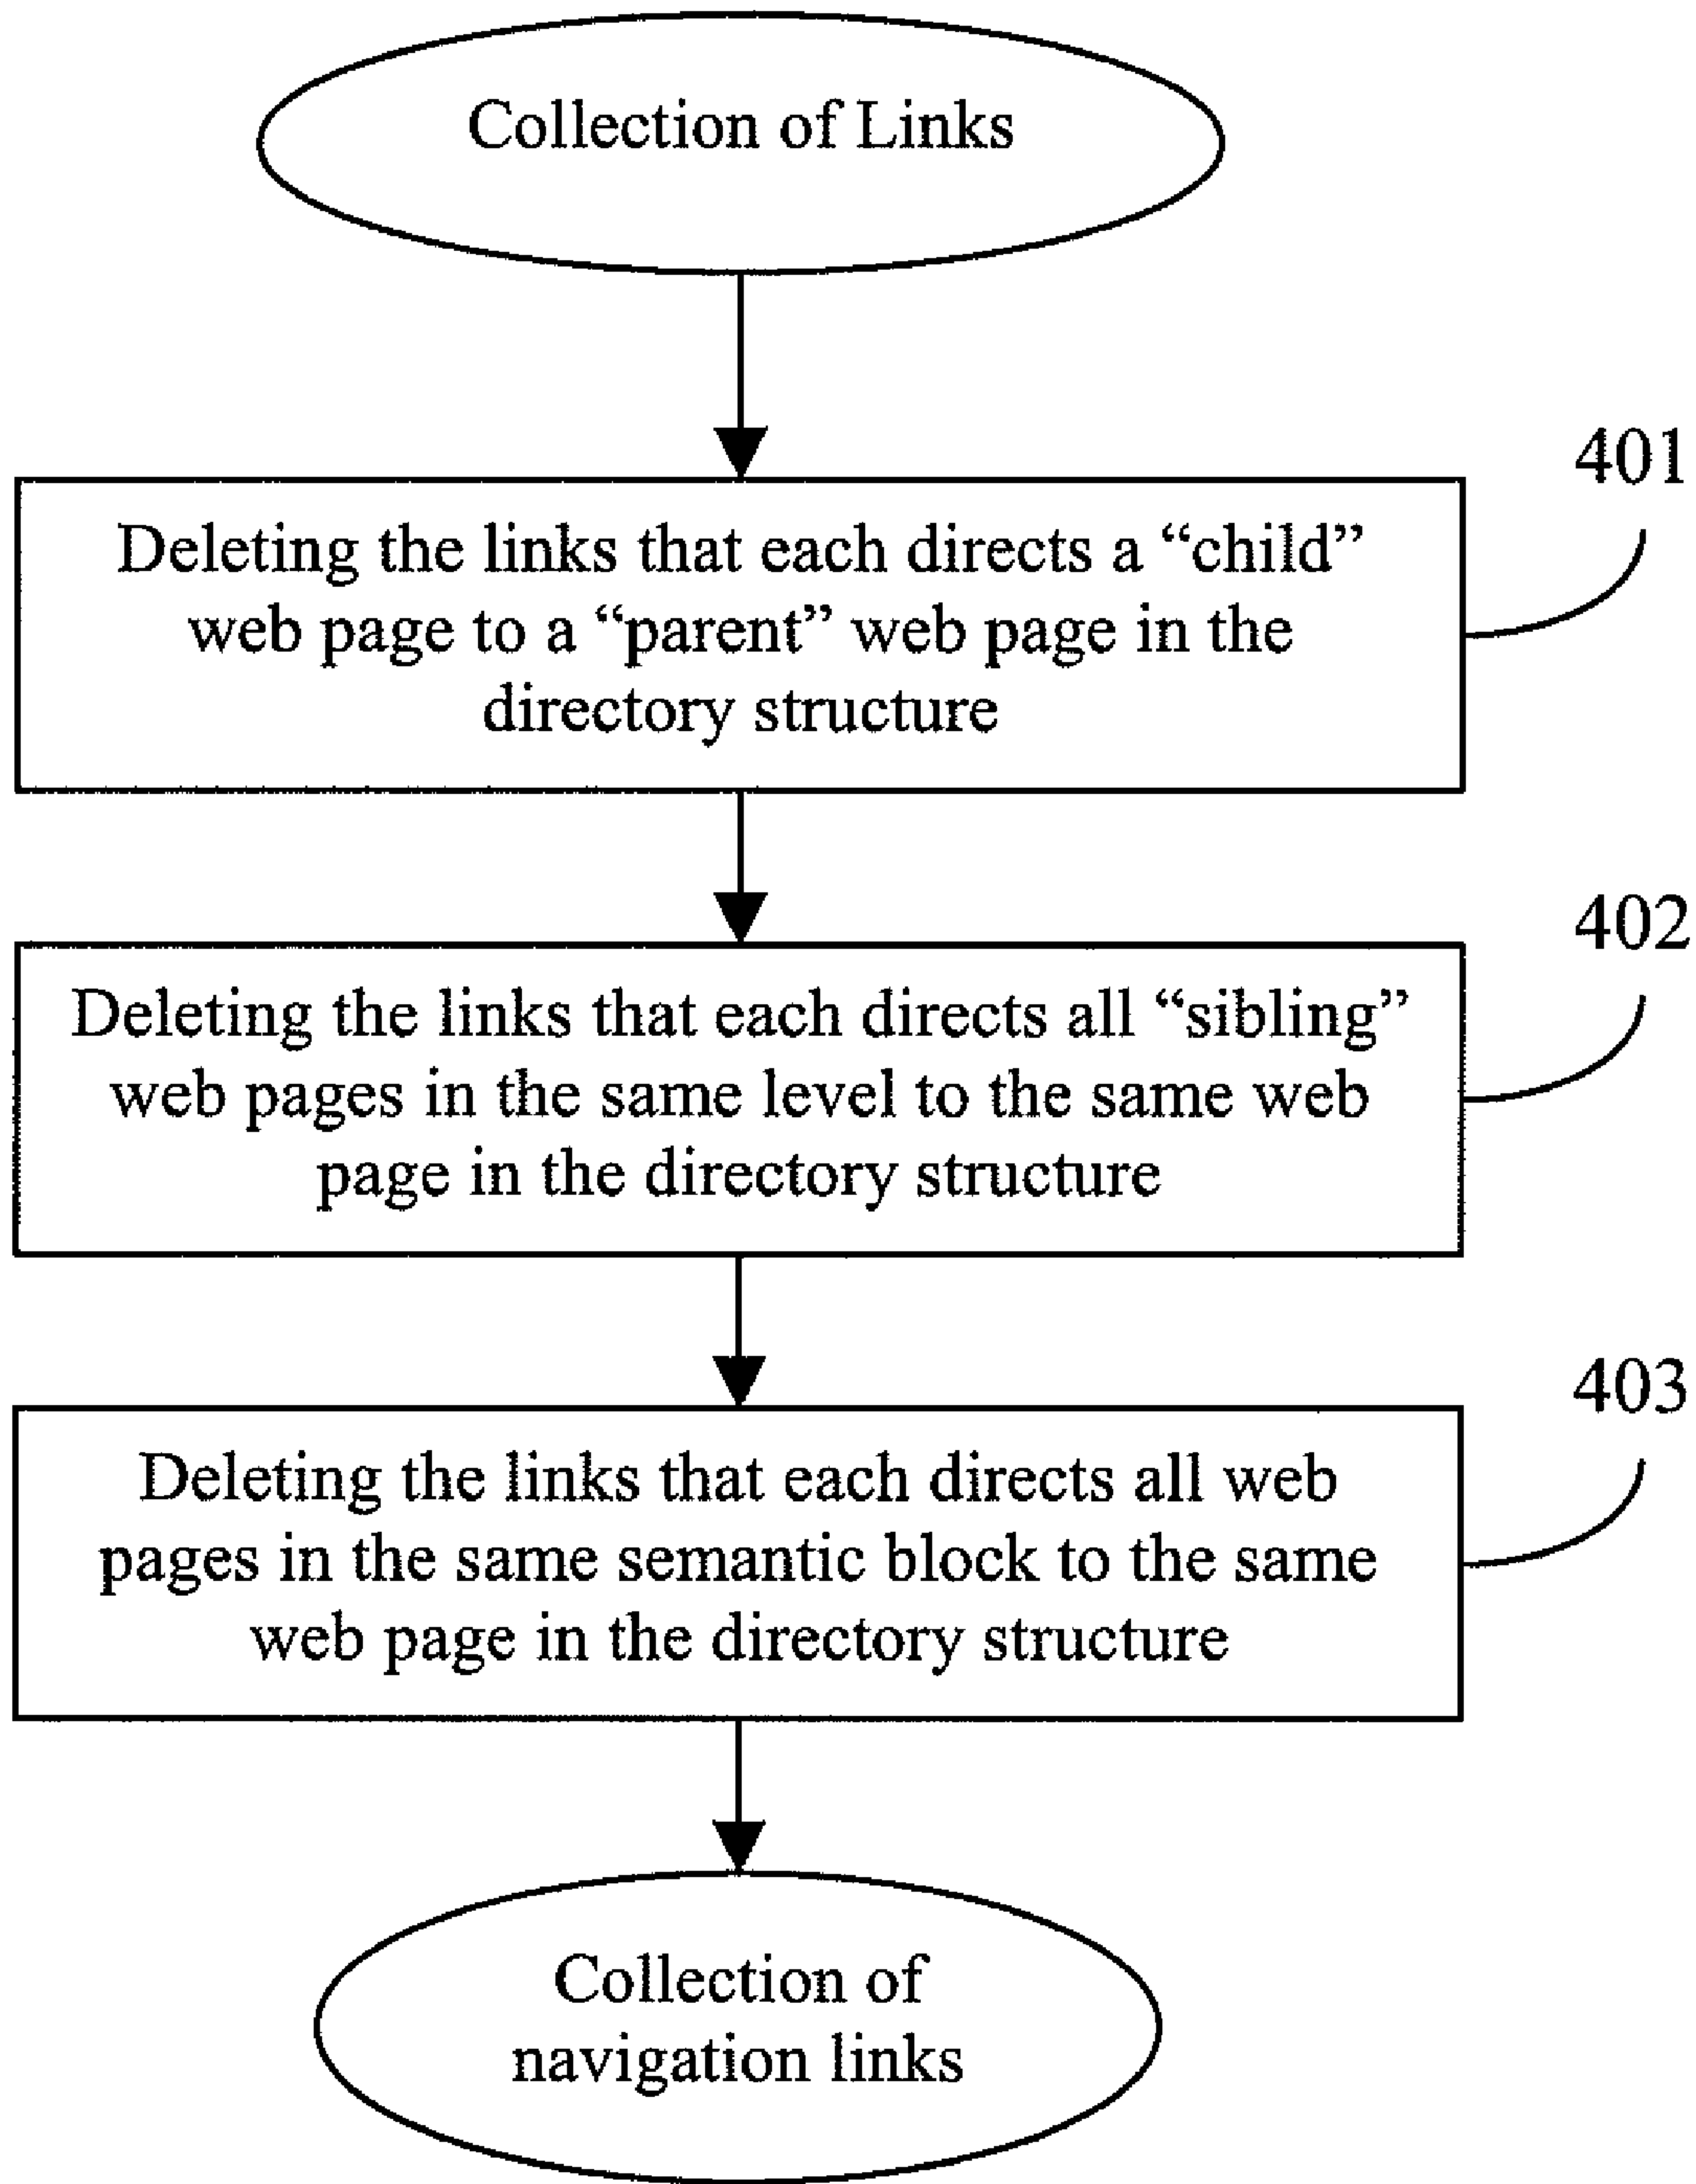 Collection of Links
401
Deleting the links that each directs a “child”
web page to a “parent” web page in the
directory structure
402
Deleting the links that each directs all “sibling”
web pages in the same level to the same web
page in the directory structure
403
Deleting the links that each directs all web
pages in the same semantic block to the same
web page in the directory structure
Collection of
navigation links